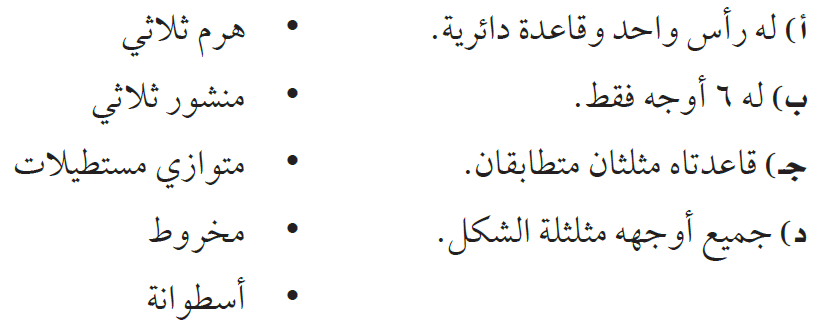 أ) له رأس واحد وقاعدة دائرية. • هرم ثلاثي
ب) له ٦ أوجه فقط. • منشور ثلاثي
جـ) قاعدتاه مثلثان متطابقان. • متوازي مستطيلات
د) جميع أوجهه مثلثلة الشكل. • مخروط
• أسطوانة